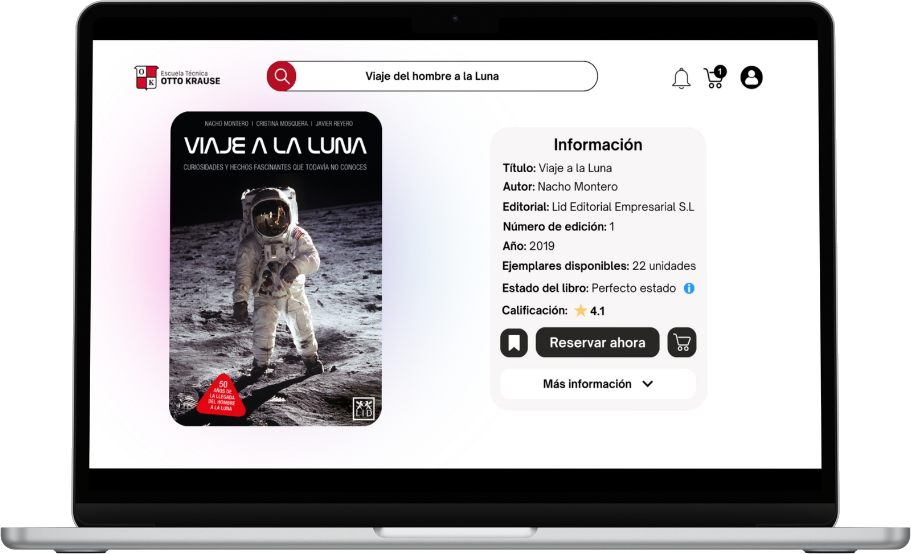 Escuela Técnica
OTTO KRAUSE
O
K
Viaje del hombre a la Luna
1
NACHO MONTERO | CRISTINA MOSQUERA | JAVIER REYERO
VIAJE A LA LUNA
CURIOSIDADES Y HECHOS FASCINANTES QUE TODAVÍA NO CONOCES
50
AÑOS DE
LA LLEGADA
DEL HOMBRE
A LA LUNA
LID
Información
Título: Viaje a la Luna
Autor: Nacho Montero
Editorial: Lid Editorial Empresarial S.L
Número de edición: 1
Año: 2019
Ejemplares disponibles: 22 unidades
Estado del libro: Perfecto estado i
Calificación: 4.1
Reservar ahora
Más información